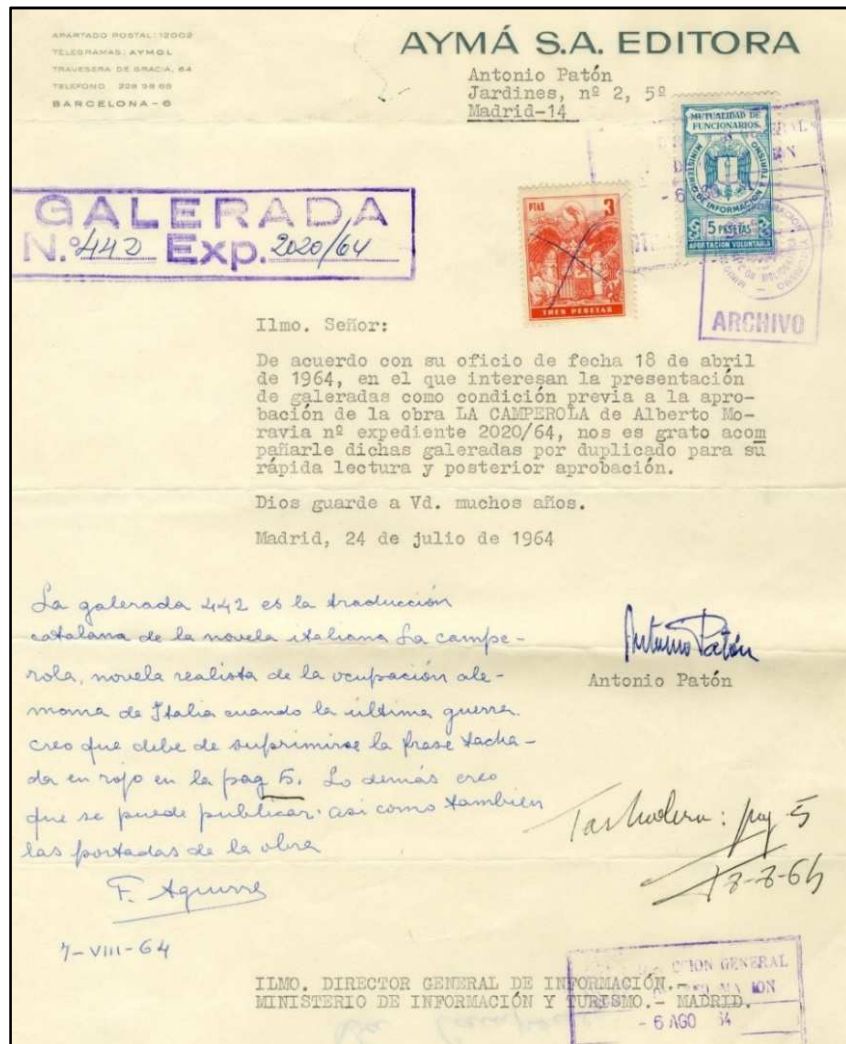 APARTADO POSTAL: 12002
TELEGRAMAS: AYMOL
TRAVESERA DE GRACIA, 64
TELEFONO
BARCELONA - 6
AYMÁ S.A. EDITORA
Antonio Patón
Jardines, nº 2, 5º
Madrid-14
MUTUALIDAD DE
FUNCIONARIOS.
MINISTERIO DE INFORMACIÓN Y TURISMO
5 PESETAS
APORTACIÓN VOLUNTARIA
PTAS 3
TRES PESETAS
ARCHIVO
GALERADA
N.º 442 Exp. 2020/64
Ilmo. Señor:
De acuerdo con su oficio de fecha 18 de abril
de 1964, en el que interesan la presentación
de galeradas como condición previa a la apro-
bación de la obra LA CAMPEROLA de Alberto Mo-
ravia nº expediente 2020/64, nos es grato acom
pañarle dichas galeradas por duplicado para su
rápida lectura y posterior aprobación.
Dios guarde a Vd. muchos años.
Madrid, 24 de julio de 1964
La galerada 442 es la traducción
catalana de la novela italiana La campe-
rola, novela realista de la ocupación ale-
mana de Italia cuando la última guerra.
creo que debe de suprimirse la frase tacha-
da en rojo en la pag 5. Lo demás creo
que se puede publicar. asi como tambien
las portadas de la obra
F. Aguirre
7-VIII-64
Antonio Patón
Antonio Patón
Tachadura: pag 5
ILMO. DIRECTOR GENERAL DE INFORMACIÓN.-
MINISTERIO DE INFORMACIÓN Y TURISMO.- MADRID.
GENERAL
- 6 AGO 64